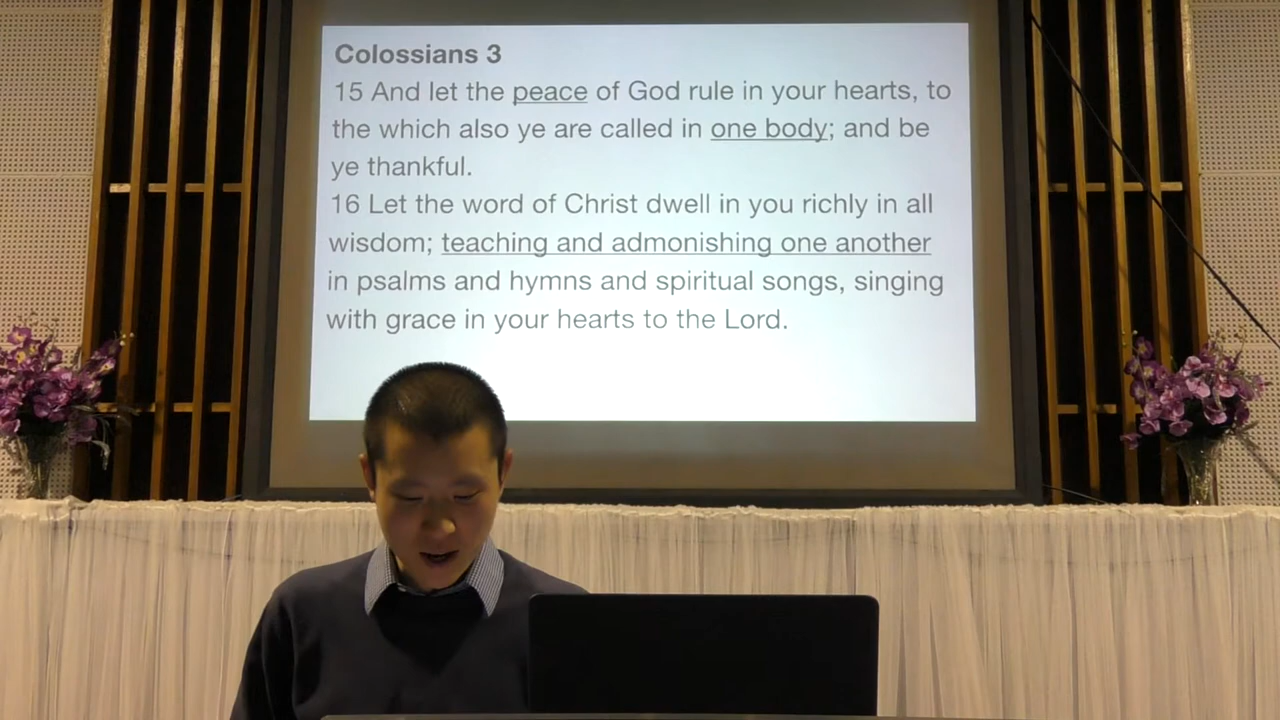 Colossians 3
15 And let the peace of God rule in your hearts, to
the which also ye are called in one body; and be
ye thankful.
16 Let the word of Christ dwell in you richly in all
wisdom; teaching and admonishing one another
in psalms and hymns and spiritual songs, singing
with grace in your hearts to the Lord.